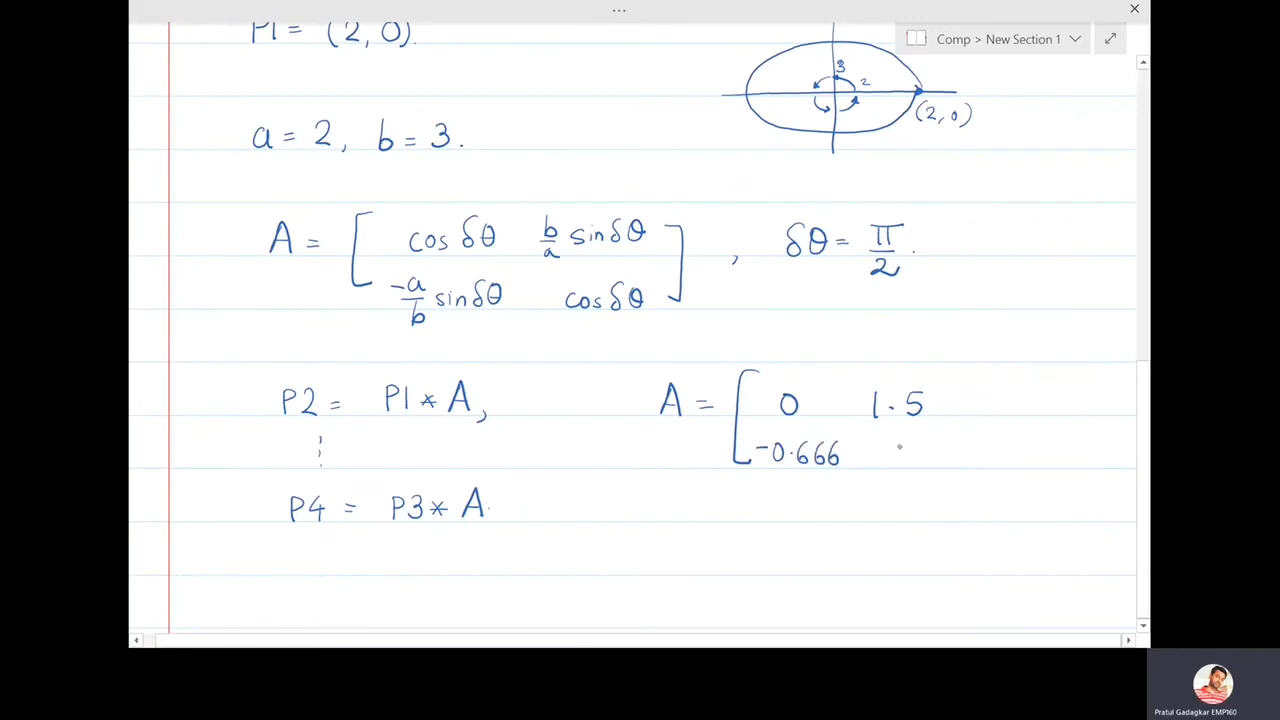 ...
×
P1 = (2, 0).
Comp > New Section 1
3
2
(2, 0)
a = 2, b = 3.
A = [ cos δθ b/a sin δθ
-a/b sin δθ cos δθ ] , δθ = π/2.
P2 = P1 * A,
A = [ 0 1.5
-0.666
P4 = P3 * A.
Pratul Gadagkar EMP160